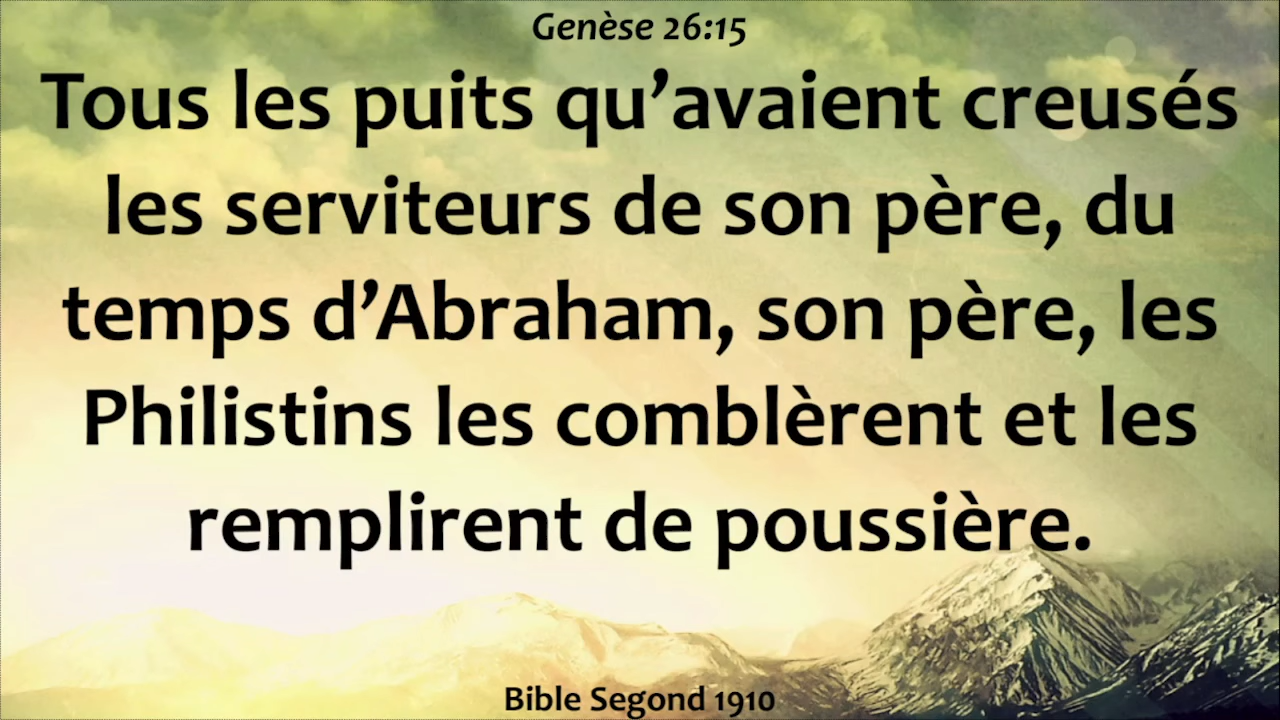 Genèse 26:15
Tous les puits qu’avaient creusés
les serviteurs de son père, du
temps d’Abraham, son père, les
Philistins les comblèrent et les
remplirent de poussière.
Bible Segond 1910